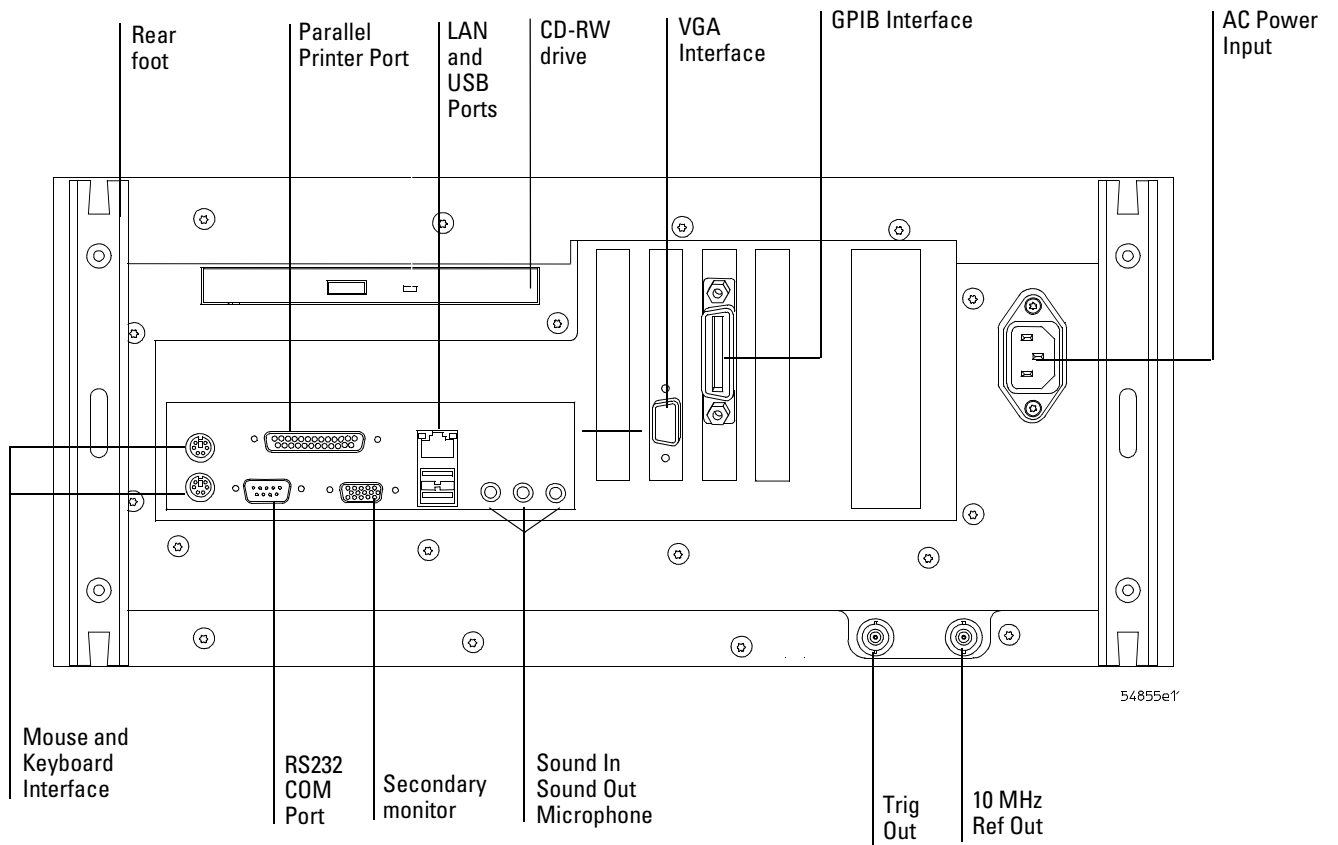 Rear
foot
Parallel
Printer Port
LAN
and
USB
Ports
CD-RW
drive
VGA
Interface
GPIB Interface
AC Power
Input
54855e1
Mouse and
Keyboard
Interface
RS232
COM
Port
Secondary
monitor
Sound In
Sound Out
Microphone
Trig
Out
10 MHz
Ref Out